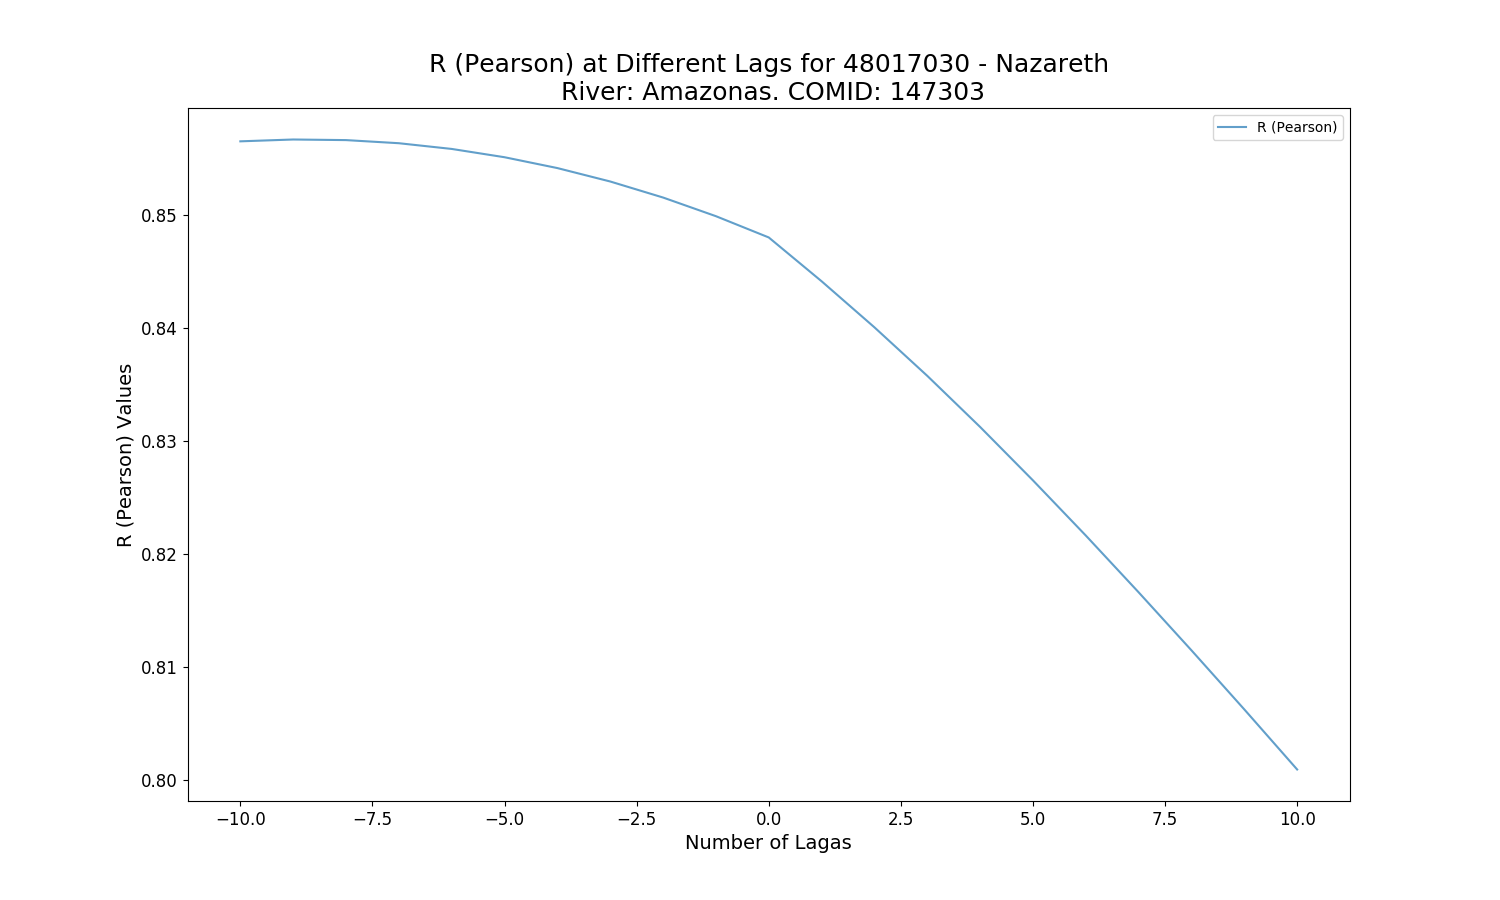 R (Pearson) at Different Lags for 48017030 - Nazareth
River: Amazonas. COMID: 147303
R (Pearson)
R (Pearson) Values
0.85
0.84
0.83
0.82
0.81
0.80
−10.0 −7.5 −5.0 −2.5 0.0 2.5 5.0 7.5 10.0
Number of Lagas